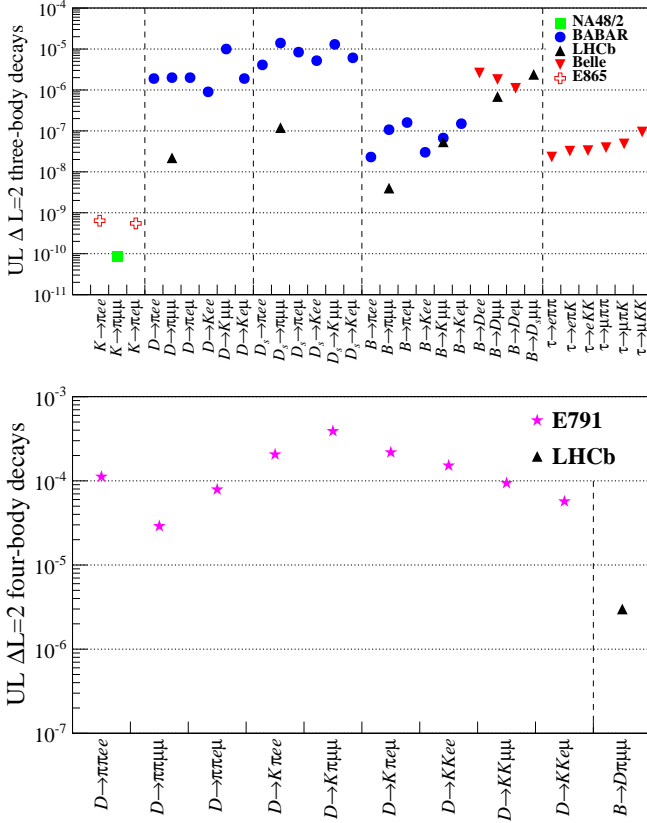 NA48/2
BABAR
LHCb
Belle
E865
UL Δ L=2 three-body decays
10⁻⁴
10⁻⁵
10⁻⁶
10⁻⁷
10⁻⁸
10⁻⁹
10⁻¹⁰
10⁻¹¹
K→πee
K→πμμ
K→πeμ
D→πee
D→πμμ
D→πeμ
D→Kee
D→Kμμ
D→Keμ
Dₛ→πee
Dₛ→πμμ
Dₛ→πeμ
Dₛ→Kee
Dₛ→Kμμ
Dₛ→Keμ
B→πee
B→πμμ
B→πeμ
B→Kee
B→Kμμ
B→Keμ
B→Dee
B→Dμμ
B→Deμ
B→Dₛμμ
τ→eππ
τ→eπK
τ→eKK
τ→μππ
τ→μπK
τ→μKK
E791
LHCb
UL ΔL=2 four-body decays
10⁻³
10⁻⁴
10⁻⁵
10⁻⁶
10⁻⁷
D→ππee
D→ππμμ
D→ππeμ
D→Kπee
D→Kπμμ
D→Kπeμ
D→KKee
D→KKμμ
D→KKeμ
B→Dπμμ